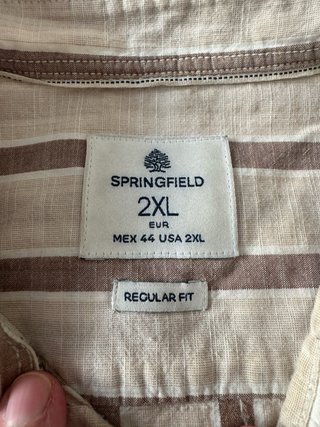 SPRINGFIELD
2XL
EUR
MEX 44 USA 2XL
REGULAR FIT